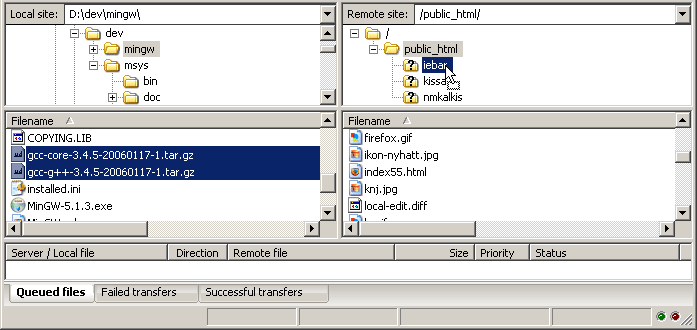 Local site: D:\dev\mingw\
dev
mingw
msys
bin
doc
Remote site: /public_html/
/
public_html
iebar
kissa
nmkalkis
Filename
COPYING.LIB
gcc-core-3.4.5-20060117-1.tar.gz
gcc-g++-3.4.5-20060117-1.tar.gz
installed.ini
MinGW-5.1.3.exe
Filename
firefox.gif
ikon-nyhatt.jpg
index55.html
knj.jpg
local-edit.diff
Server / Local file Direction Remote file Size Priority Status
Queued files Failed transfers Successful transfers